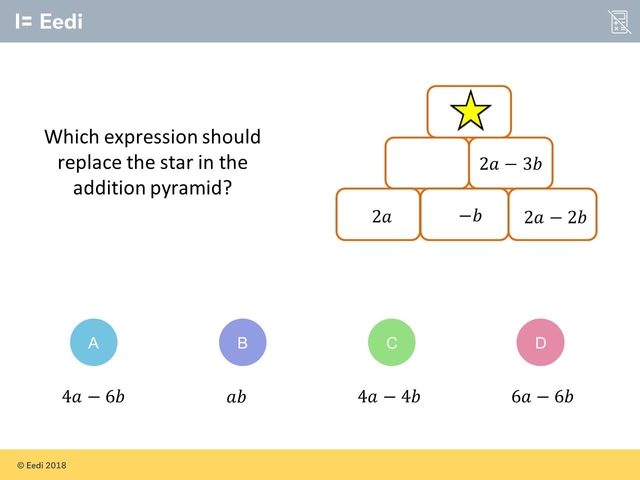 I= Eedi
Which expression should
replace the star in the
addition pyramid?
2a − 3b
2a
−b
2a − 2b
A
B
C
D
4a − 6b
ab
4a − 4b
6a − 6b
© Eedi 2018